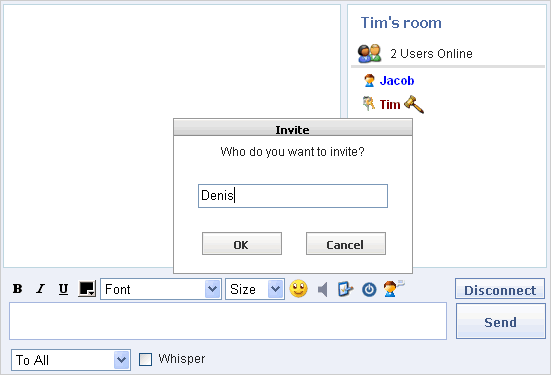 Tim's room
2 Users Online
Jacob
Tim
Invite
Who do you want to invite?
Denis
OK Cancel
B I U Font Size Disconnect
Send
To All Whisper